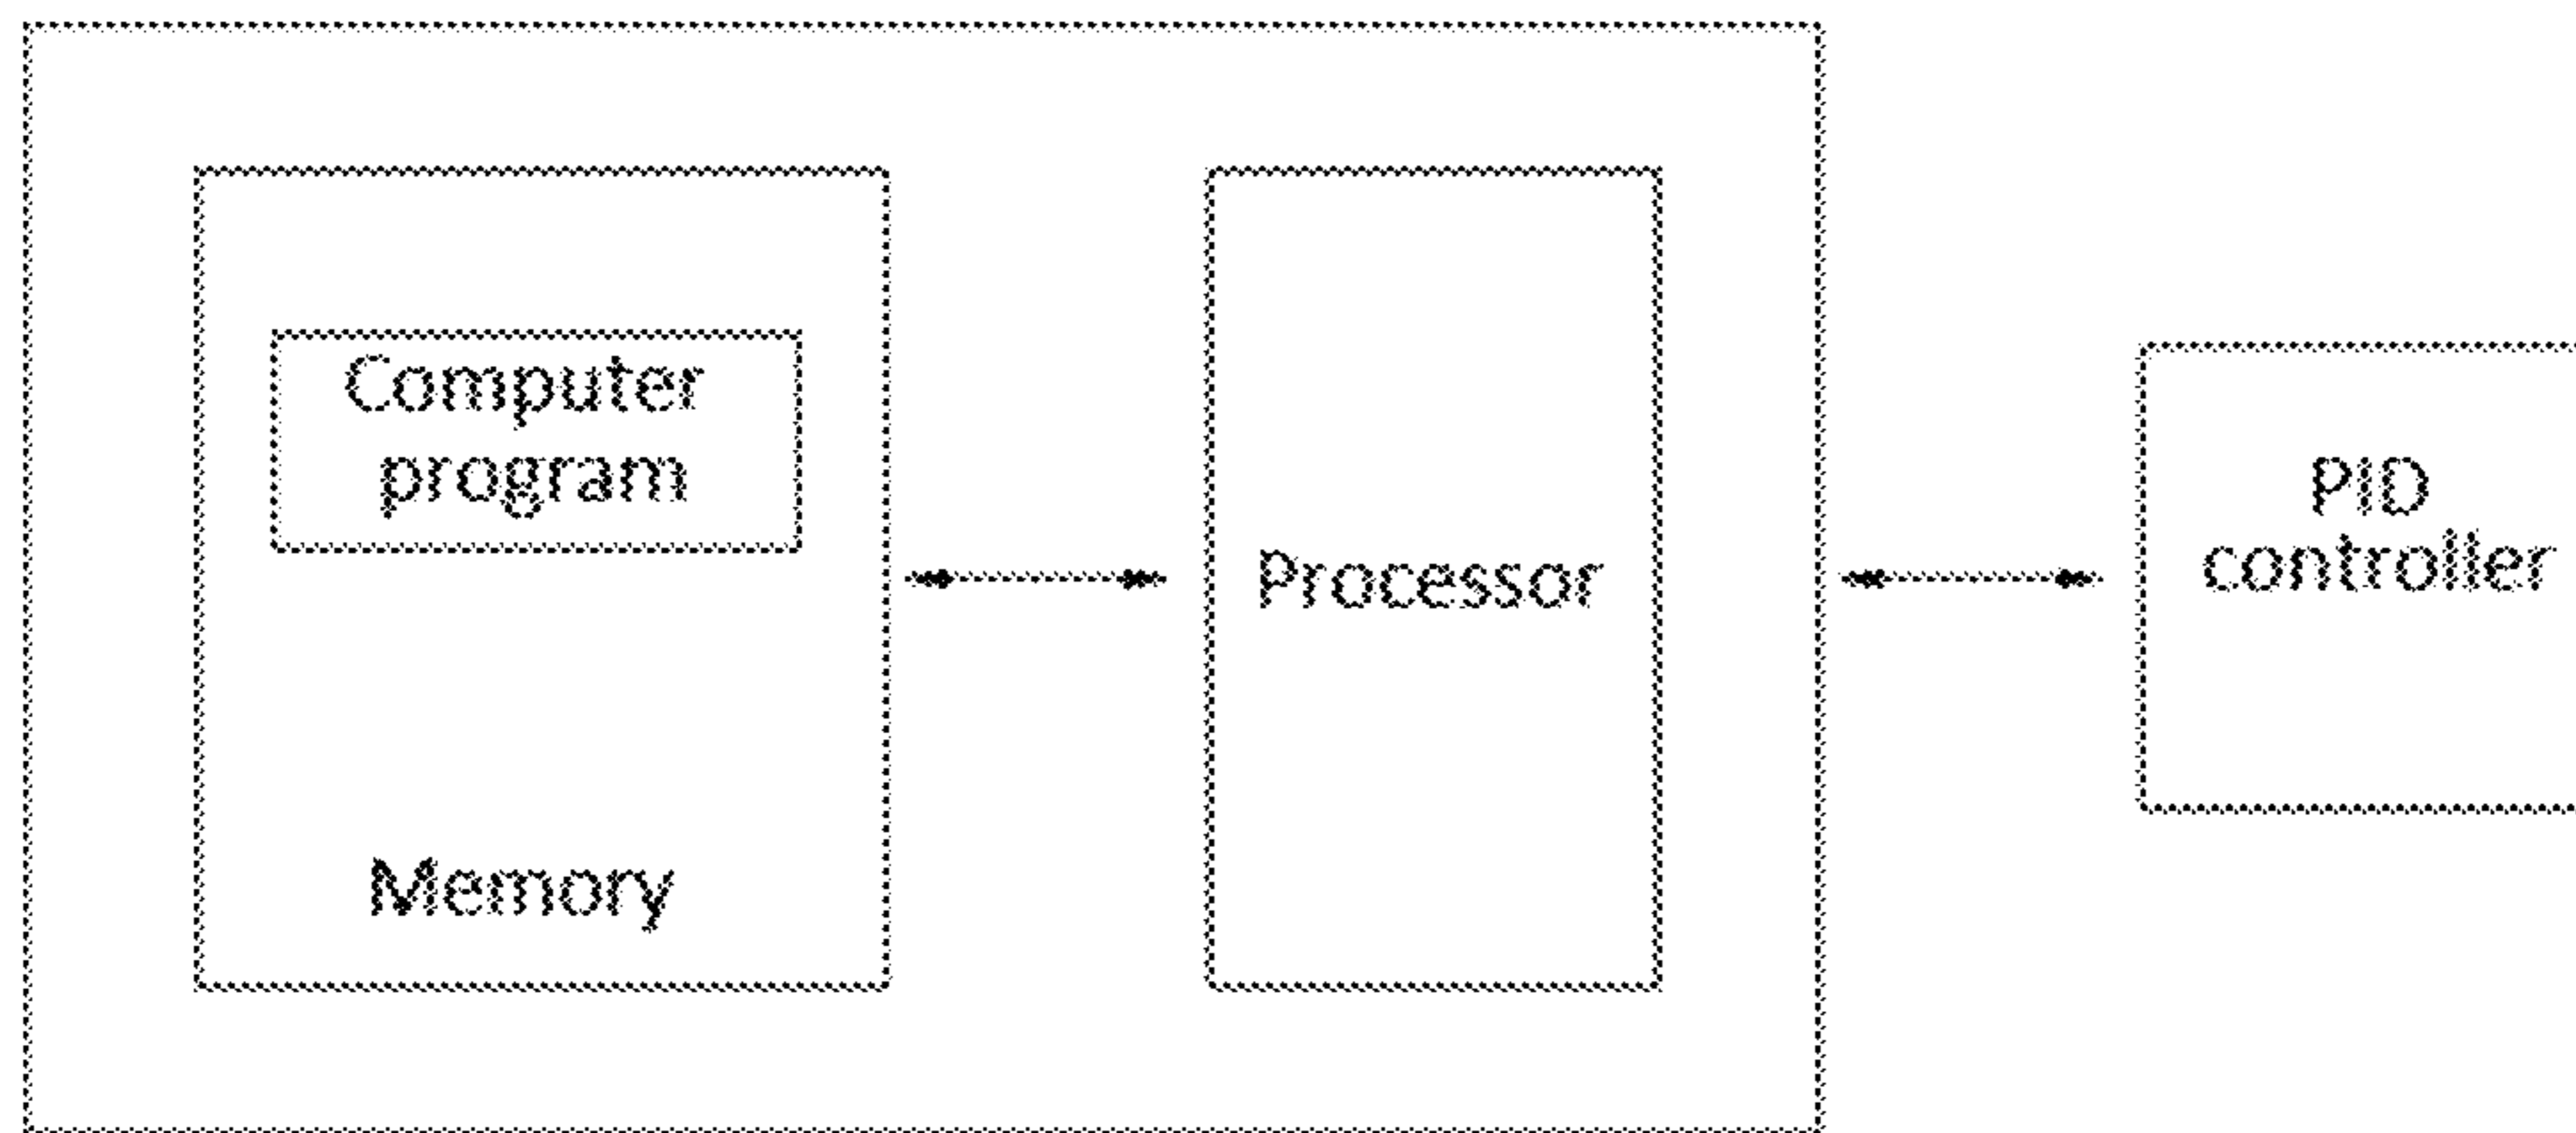 Computer
program
Memory
Processor
PID
controller